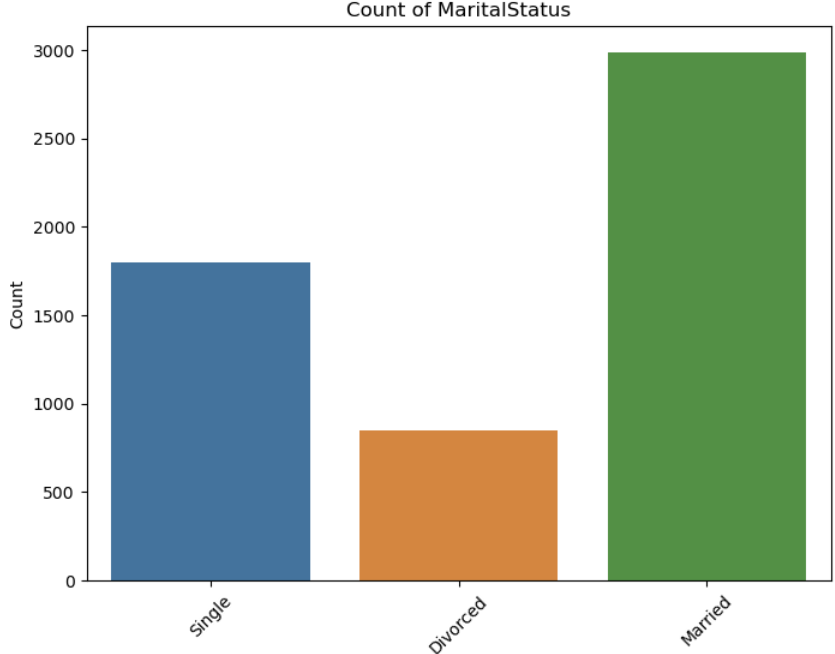 Count of MaritalStatus
3000
2500
2000
1500
1000
500
0
Count
Single
Divorced
Married